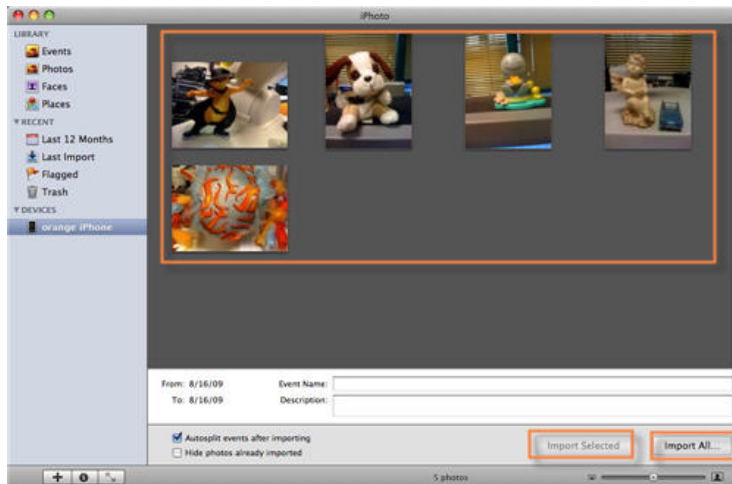 iPhoto
LIBRARY
Events
Photos
Faces
Places
RECENT
Last 12 Months
Last Import
Flagged
Trash
DEVICES
orange iPhone
From: 8/16/09
Event Name:
To: 8/16/09
Description:
Autosplit events after importing
Hide photos already imported
Import Selected
Import All...
5 photos